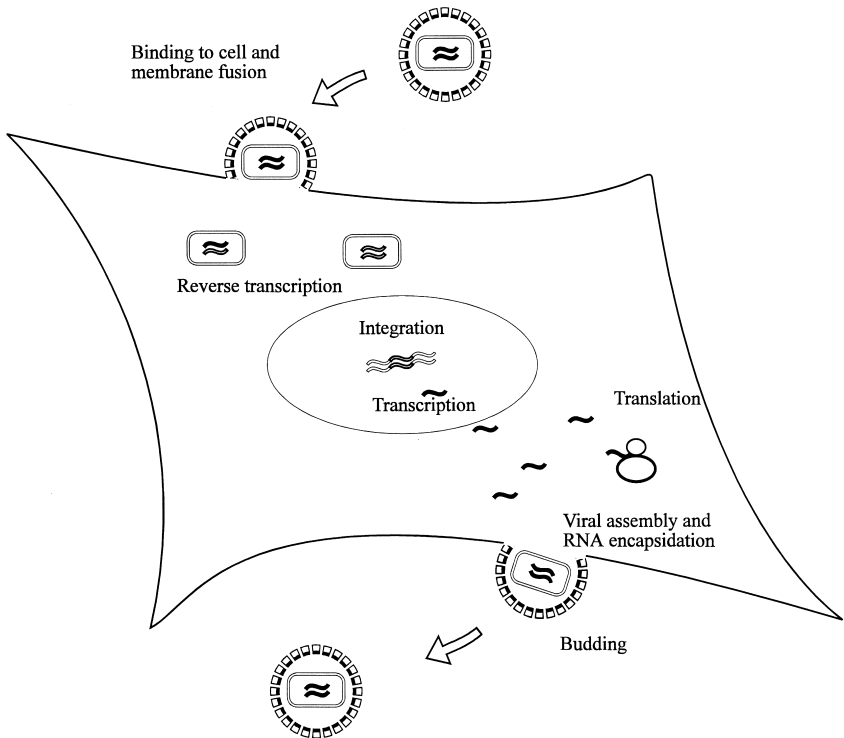 Binding to cell and
membrane fusion
Reverse transcription
Integration
Transcription
Translation
Viral assembly and
RNA encapsidation
Budding